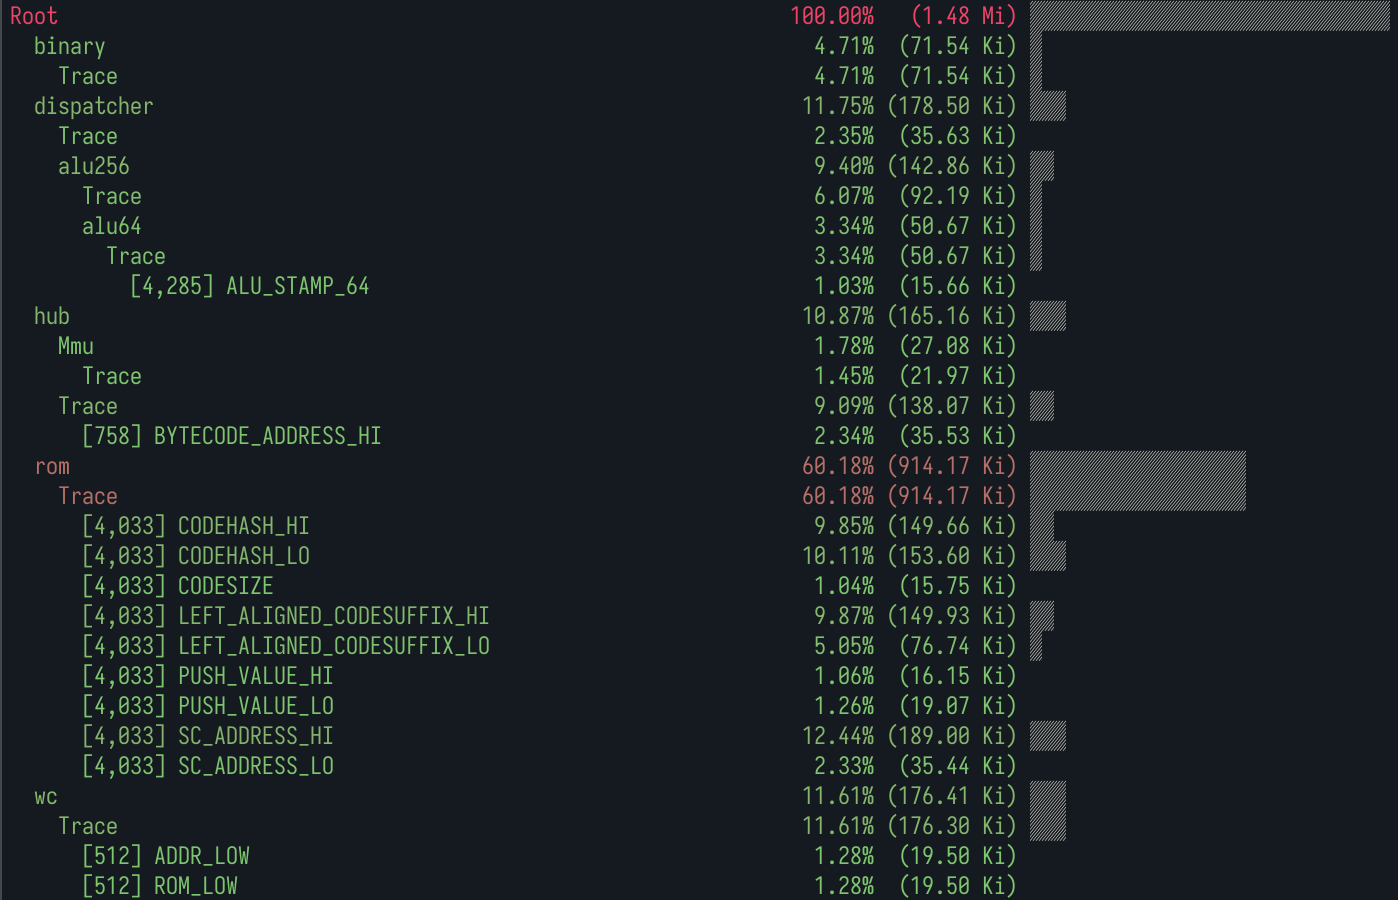 Root 100.00% (1.48 Mi)
binary 4.71% (71.54 Ki)
Trace 4.71% (71.54 Ki)
dispatcher 11.75% (178.50 Ki)
Trace 2.35% (35.63 Ki)
alu256 9.40% (142.86 Ki)
Trace 6.07% (92.19 Ki)
alu64 3.34% (50.67 Ki)
Trace 3.34% (50.67 Ki)
[4,285] ALU_STAMP_64 1.03% (15.66 Ki)
hub 10.87% (165.16 Ki)
Mmu 1.78% (27.08 Ki)
Trace 1.45% (21.97 Ki)
Trace 9.09% (138.07 Ki)
[758] BYTECODE_ADDRESS_HI 2.34% (35.53 Ki)
rom 60.18% (914.17 Ki)
Trace 60.18% (914.17 Ki)
[4,033] CODEHASH_HI 9.85% (149.66 Ki)
[4,033] CODEHASH_LO 10.11% (153.60 Ki)
[4,033] CODESIZE 1.04% (15.75 Ki)
[4,033] LEFT_ALIGNED_CODESUFFIX_HI 9.87% (149.93 Ki)
[4,033] LEFT_ALIGNED_CODESUFFIX_LO 5.05% (76.74 Ki)
[4,033] PUSH_VALUE_HI 1.06% (16.15 Ki)
[4,033] PUSH_VALUE_LO 1.26% (19.07 Ki)
[4,033] SC_ADDRESS_HI 12.44% (189.00 Ki)
[4,033] SC_ADDRESS_LO 2.33% (35.44 Ki)
wc 11.61% (176.41 Ki)
Trace 11.61% (176.30 Ki)
[512] ADDR_LOW 1.28% (19.50 Ki)
[512] ROM_LOW 1.28% (19.50 Ki)